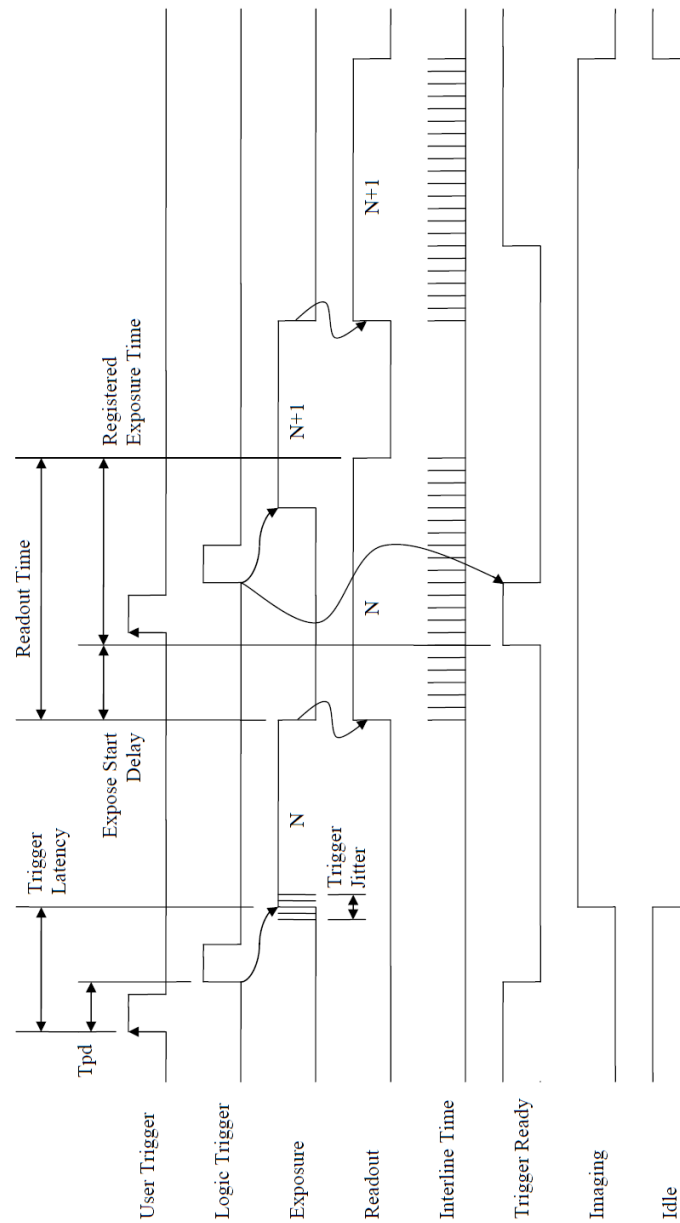 Readout Time
Registered
Exposure Time
Expose Start
Delay
Trigger
Latency
Tpd
User Trigger
Logic Trigger
N
N+1
Trigger
Jitter
Exposure
N
N+1
Readout
Interline Time
Trigger Ready
Imaging
Idle